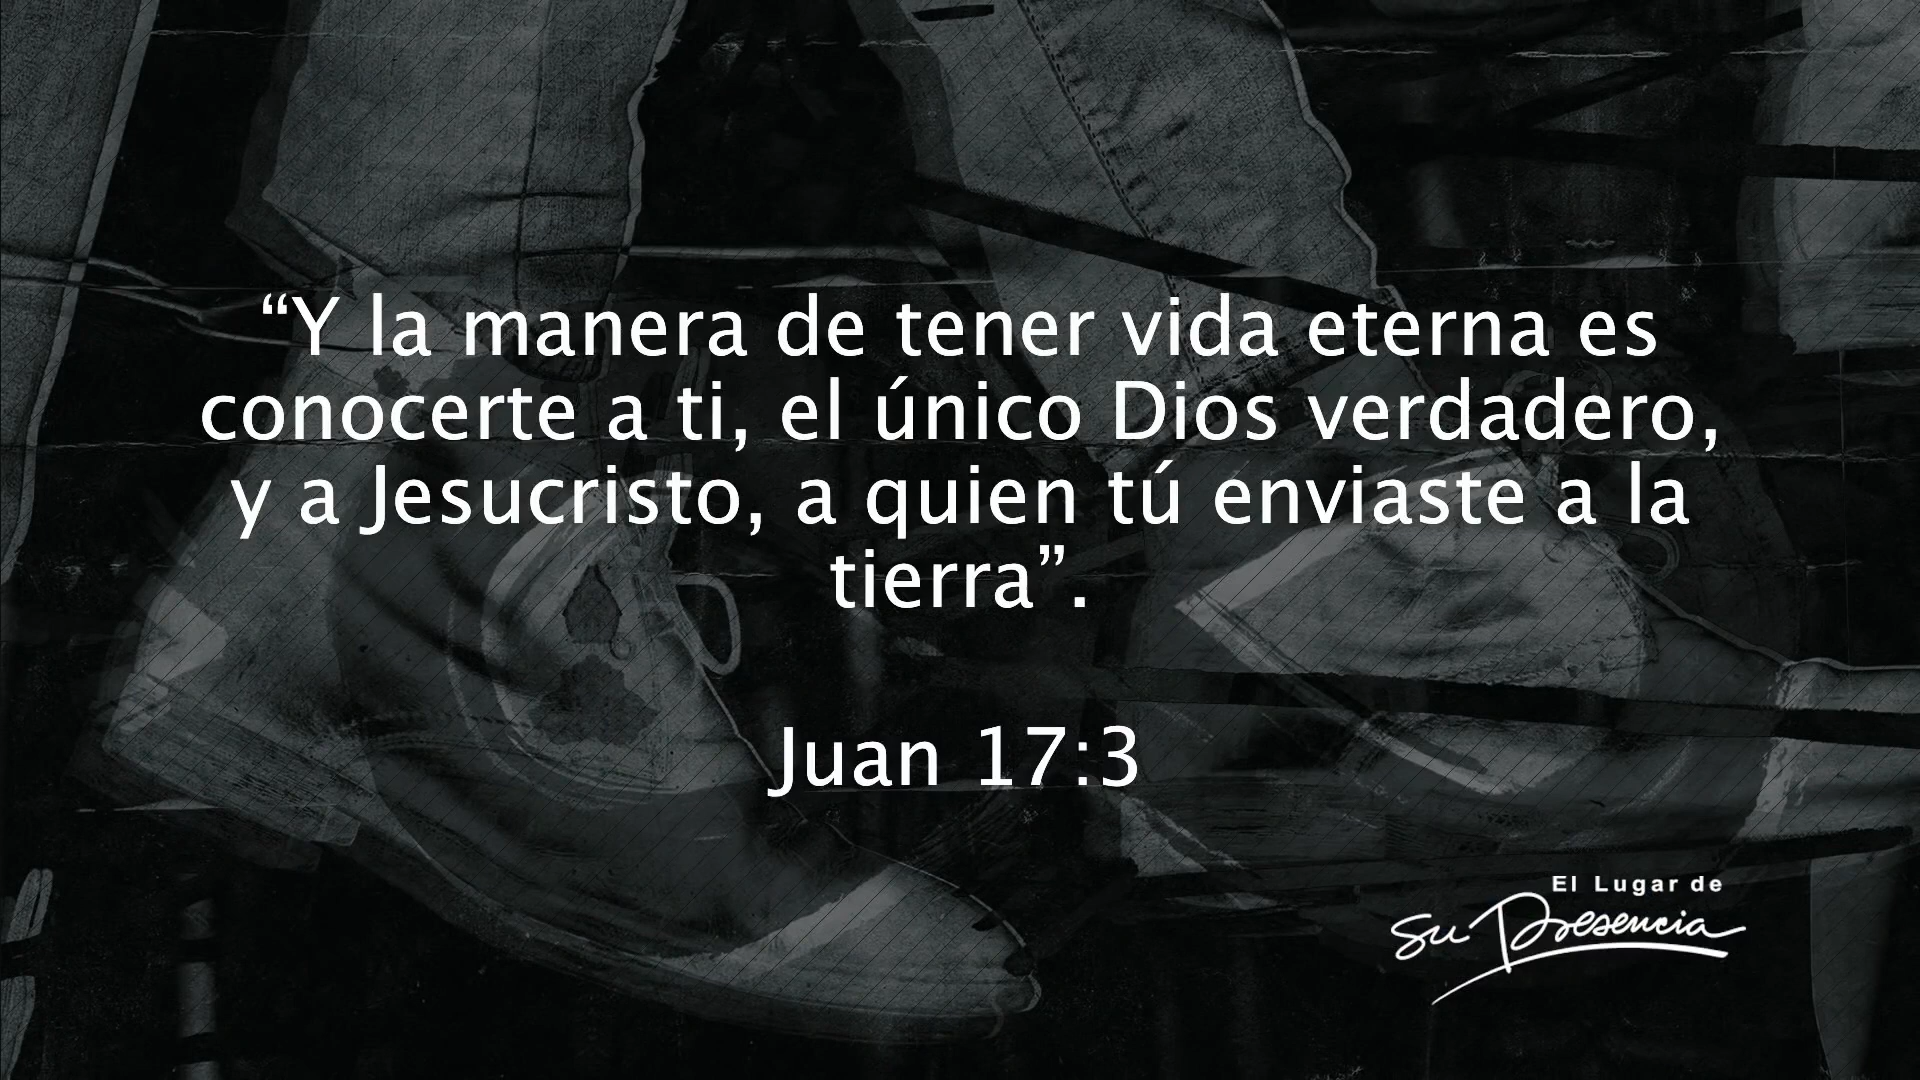 “Y la manera de tener vida eterna es
conocerte a ti, el único Dios verdadero,
y a Jesucristo, a quien tú enviaste a la
tierra”.
Juan 17:3
El Lugar de
Su Presencia